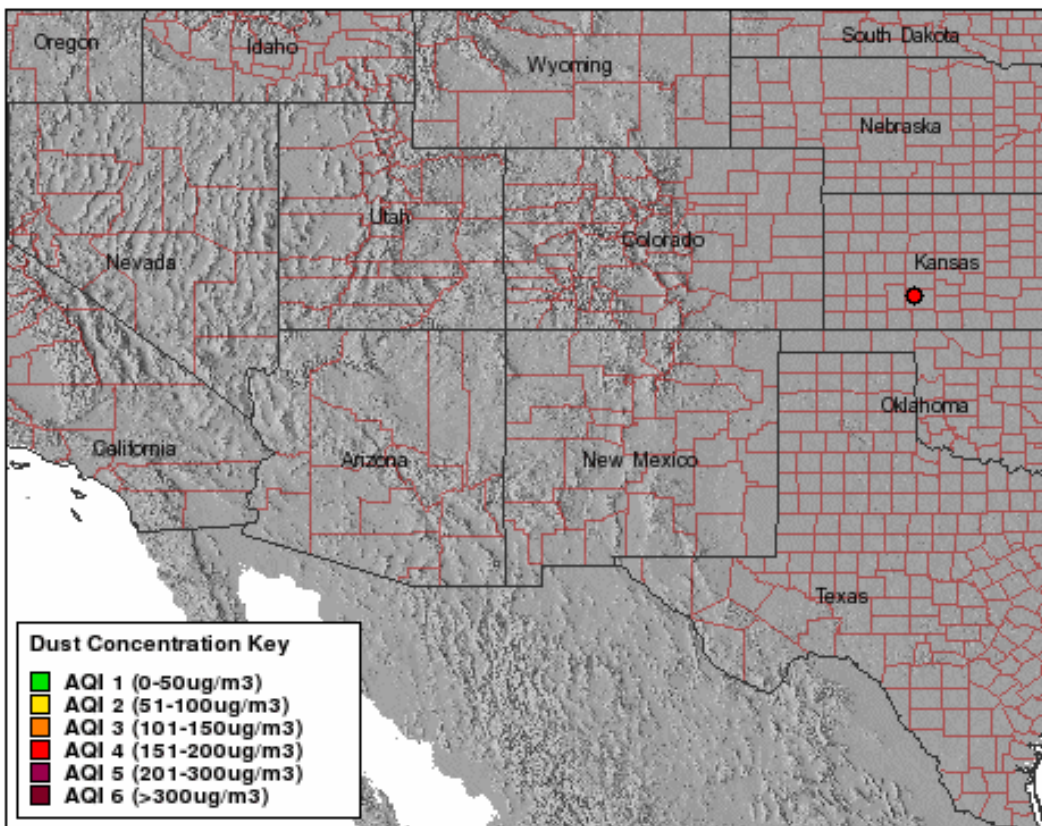 Oregon
Idaho
South Dakota
Wyoming
Nebraska
Utah
Colorado
Nevada
Kansas
Oklahoma
California
Arizona
New Mexico
Texas
Dust Concentration Key
AQI 1 (0-50ug/m3)
AQI 2 (51-100ug/m3)
AQI 3 (101-150ug/m3)
AQI 4 (151-200ug/m3)
AQI 5 (201-300ug/m3)
AQI 6 (>300ug/m3)